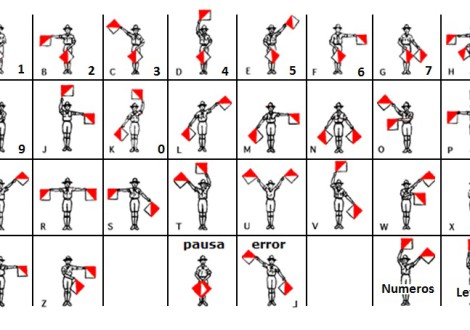 1 B 2 C 3 D 4 E 5 F 6 G 7 H
9 J K 0 L M N O P
R S T U V W X
pausa error
Z J Numeros Le